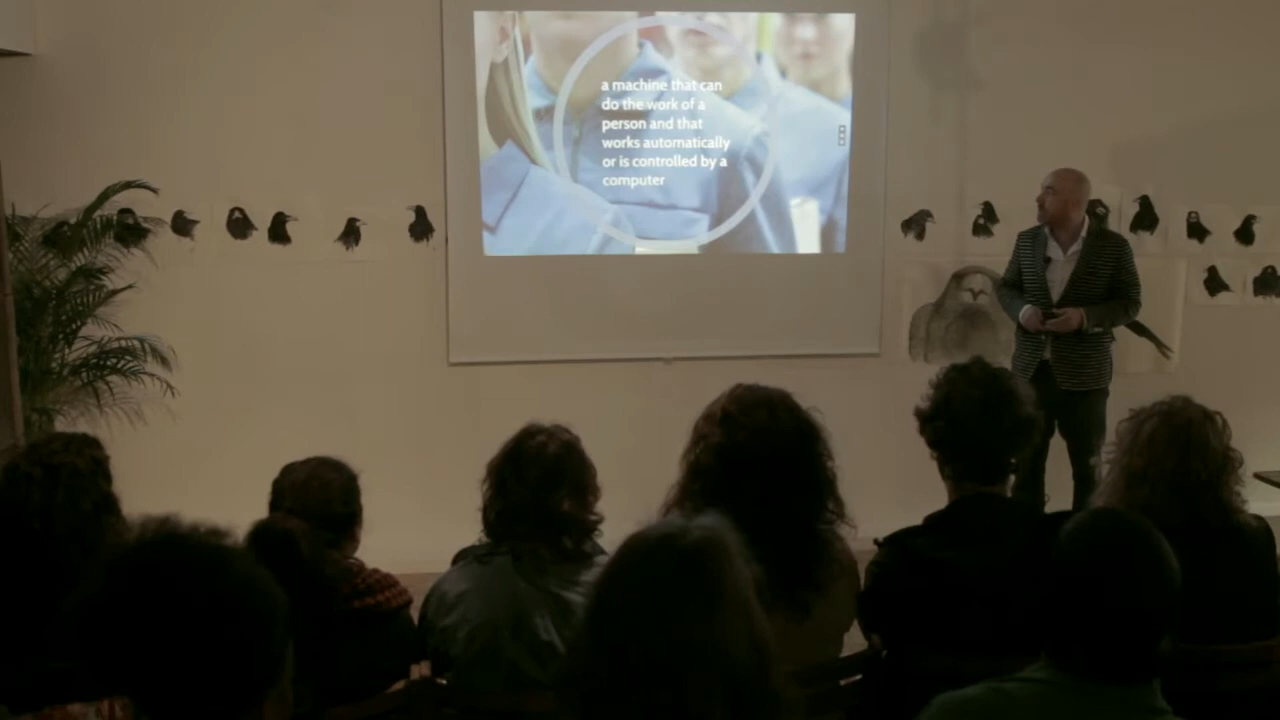 a machine that can
do the work of a
person and that
works automatically
or is controlled by a
computer